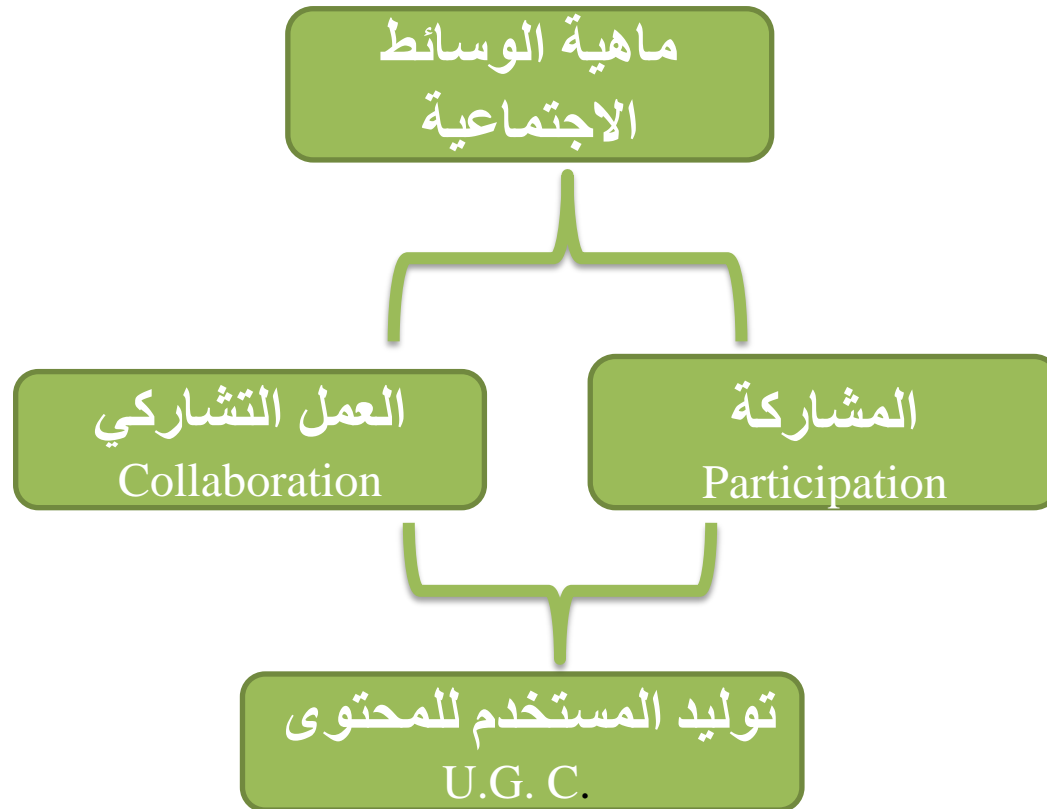 ماهية الوسائط
الاجتماعية
المشاركة
Participation
العمل التشاركي
Collaboration
توليد المستخدم للمحتوى
U.G. C.